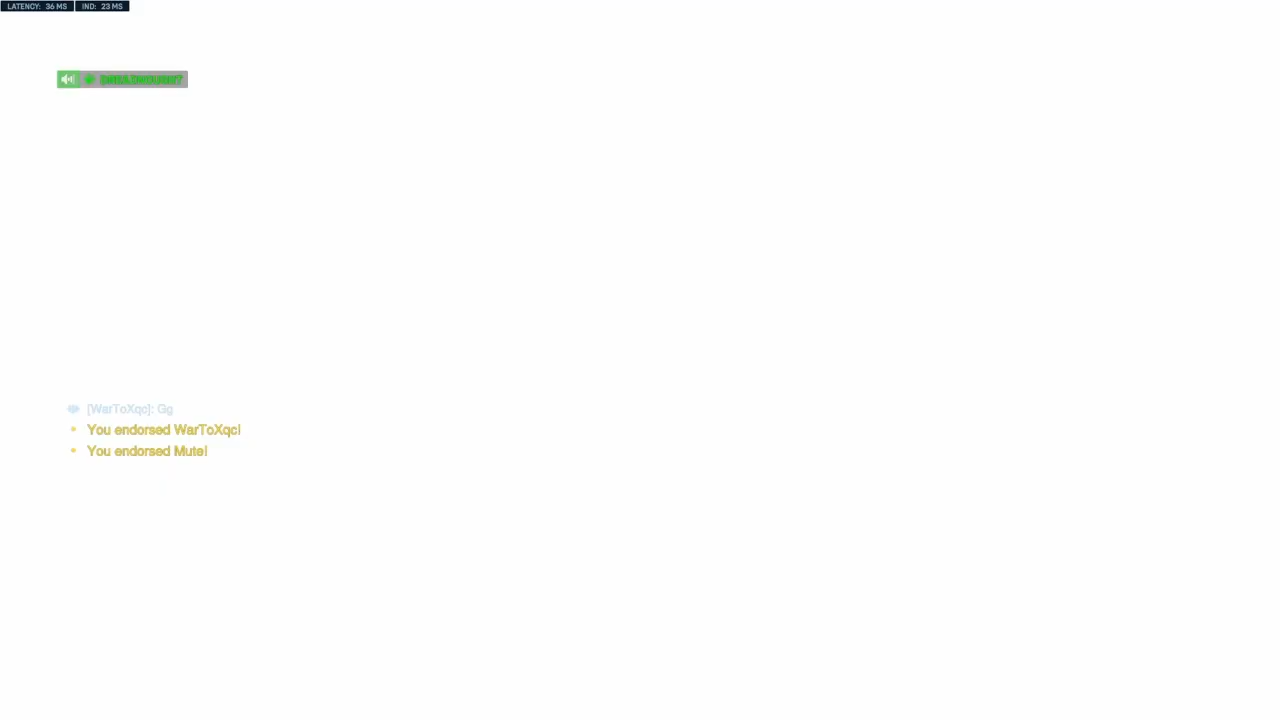 LATENCY: 36 MS IND: 23 MS
[WarToXqc]: Gg
You endorsed WarToXqc!
You endorsed Mute!